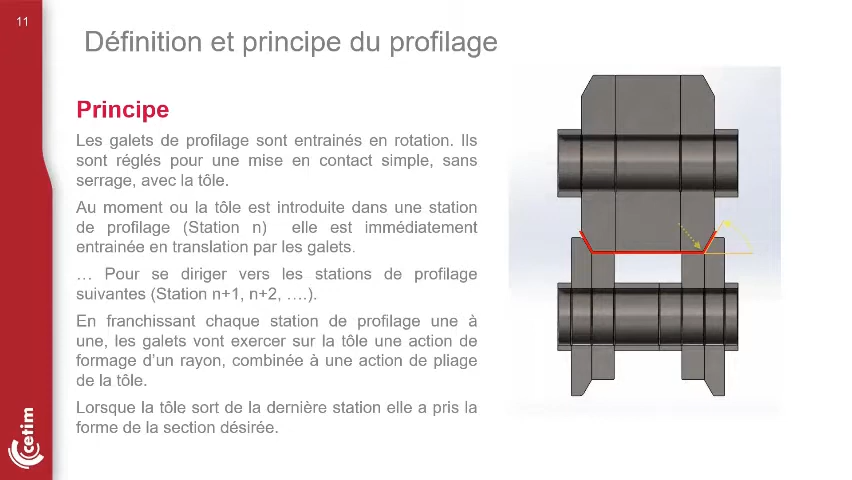 11
Définition et principe du profilage
Principe
Les galets de profilage sont entrainés en rotation. Ils
sont réglés pour une mise en contact simple, sans
serrage, avec la tôle.
Au moment ou la tôle est introduite dans une station
de profilage (Station n) elle est immédiatement
entrainée en translation par les galets.
… Pour se diriger vers les stations de profilage
suivantes (Station n+1, n+2, ….).
En franchissant chaque station de profilage une à
une, les galets vont exercer sur la tôle une action de
formage d’un rayon, combinée à une action de pliage
de la tôle.
Lorsque la tôle sort de la dernière station elle a pris la
forme de la section désirée.
cetim